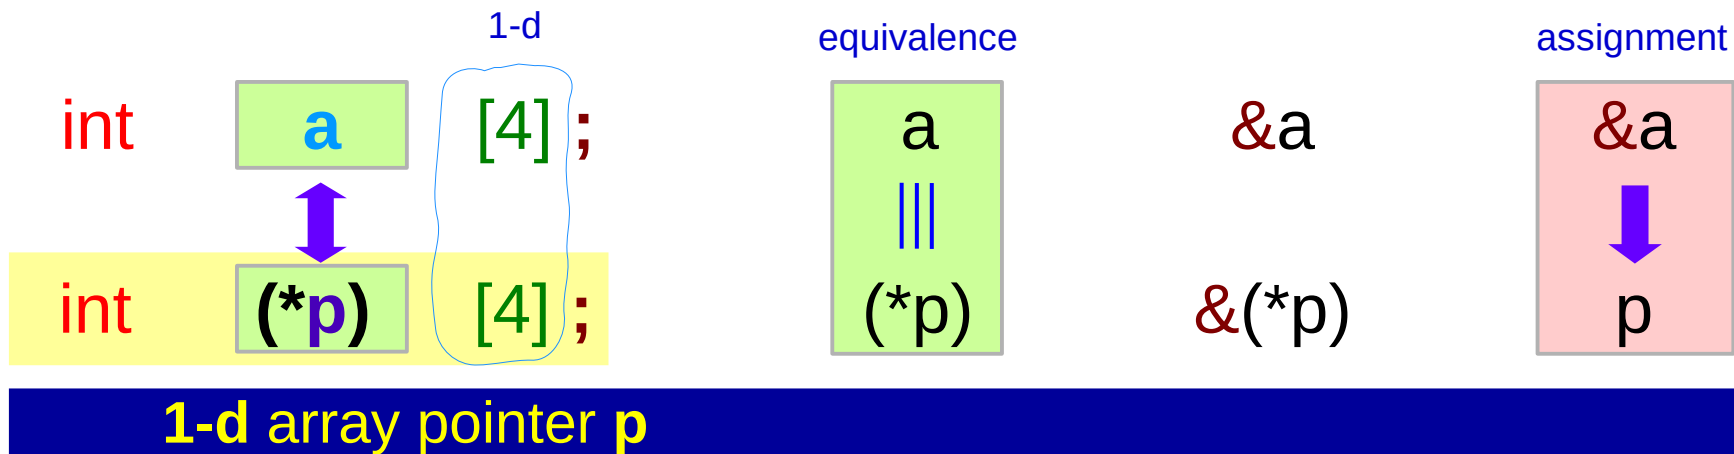 1-d equivalence assignment
int a [4] ; a &a &a
int (*p) [4] ; (*p) &(*p) p
1-d array pointer p